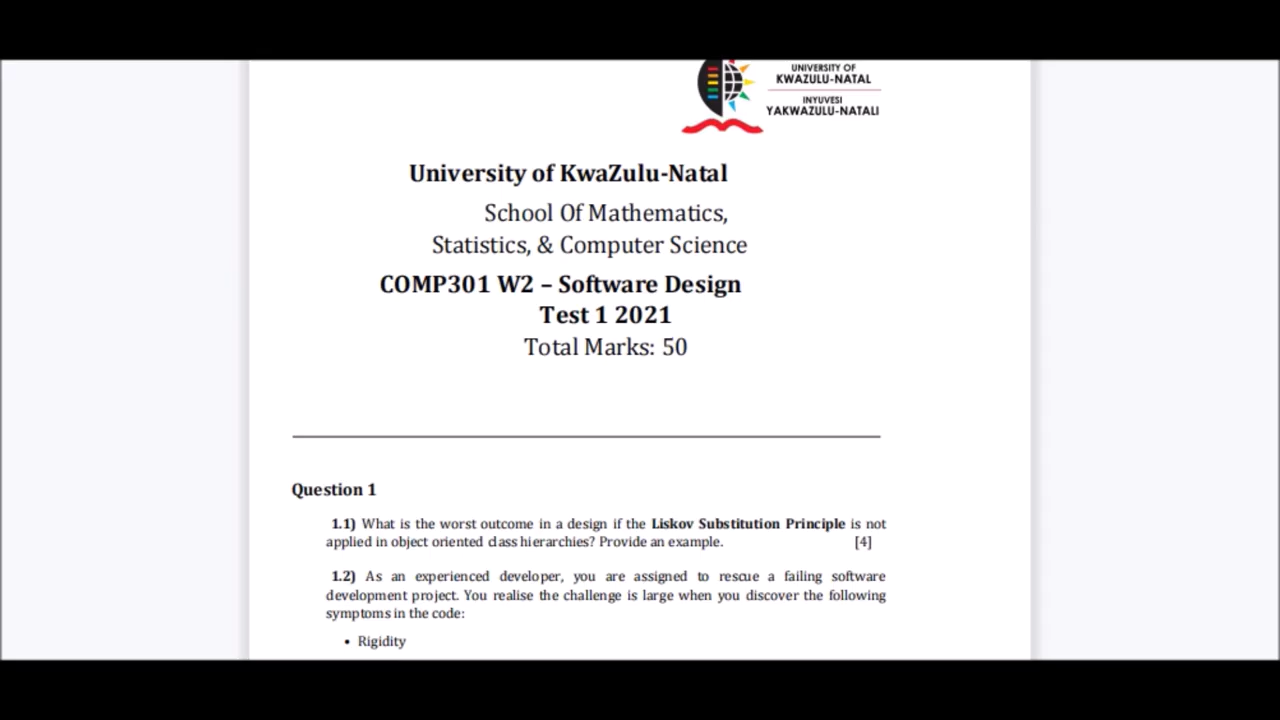 UNIVERSITY OF
KWAZULU-NATAL
INYUVESI
YAKWAZULU-NATALI
University of KwaZulu-Natal
School Of Mathematics,
Statistics, & Computer Science
COMP301 W2 – Software Design
Test 1 2021
Total Marks: 50
Question 1
1.1) What is the worst outcome in a design if the Liskov Substitution Principle is not
applied in object oriented class hierarchies? Provide an example. [4]
1.2) As an experienced developer, you are assigned to rescue a failing software
development project. You realise the challenge is large when you discover the following
symptoms in the code:
• Rigidity